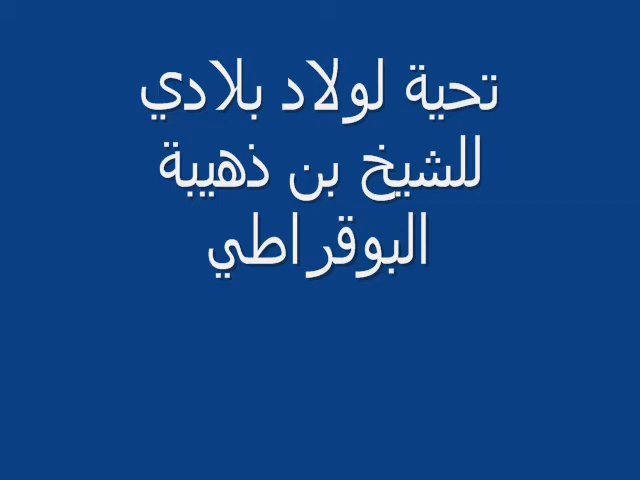 تحية لولاد بلادي
للشيخ بن ذهيبة
البوقراطي